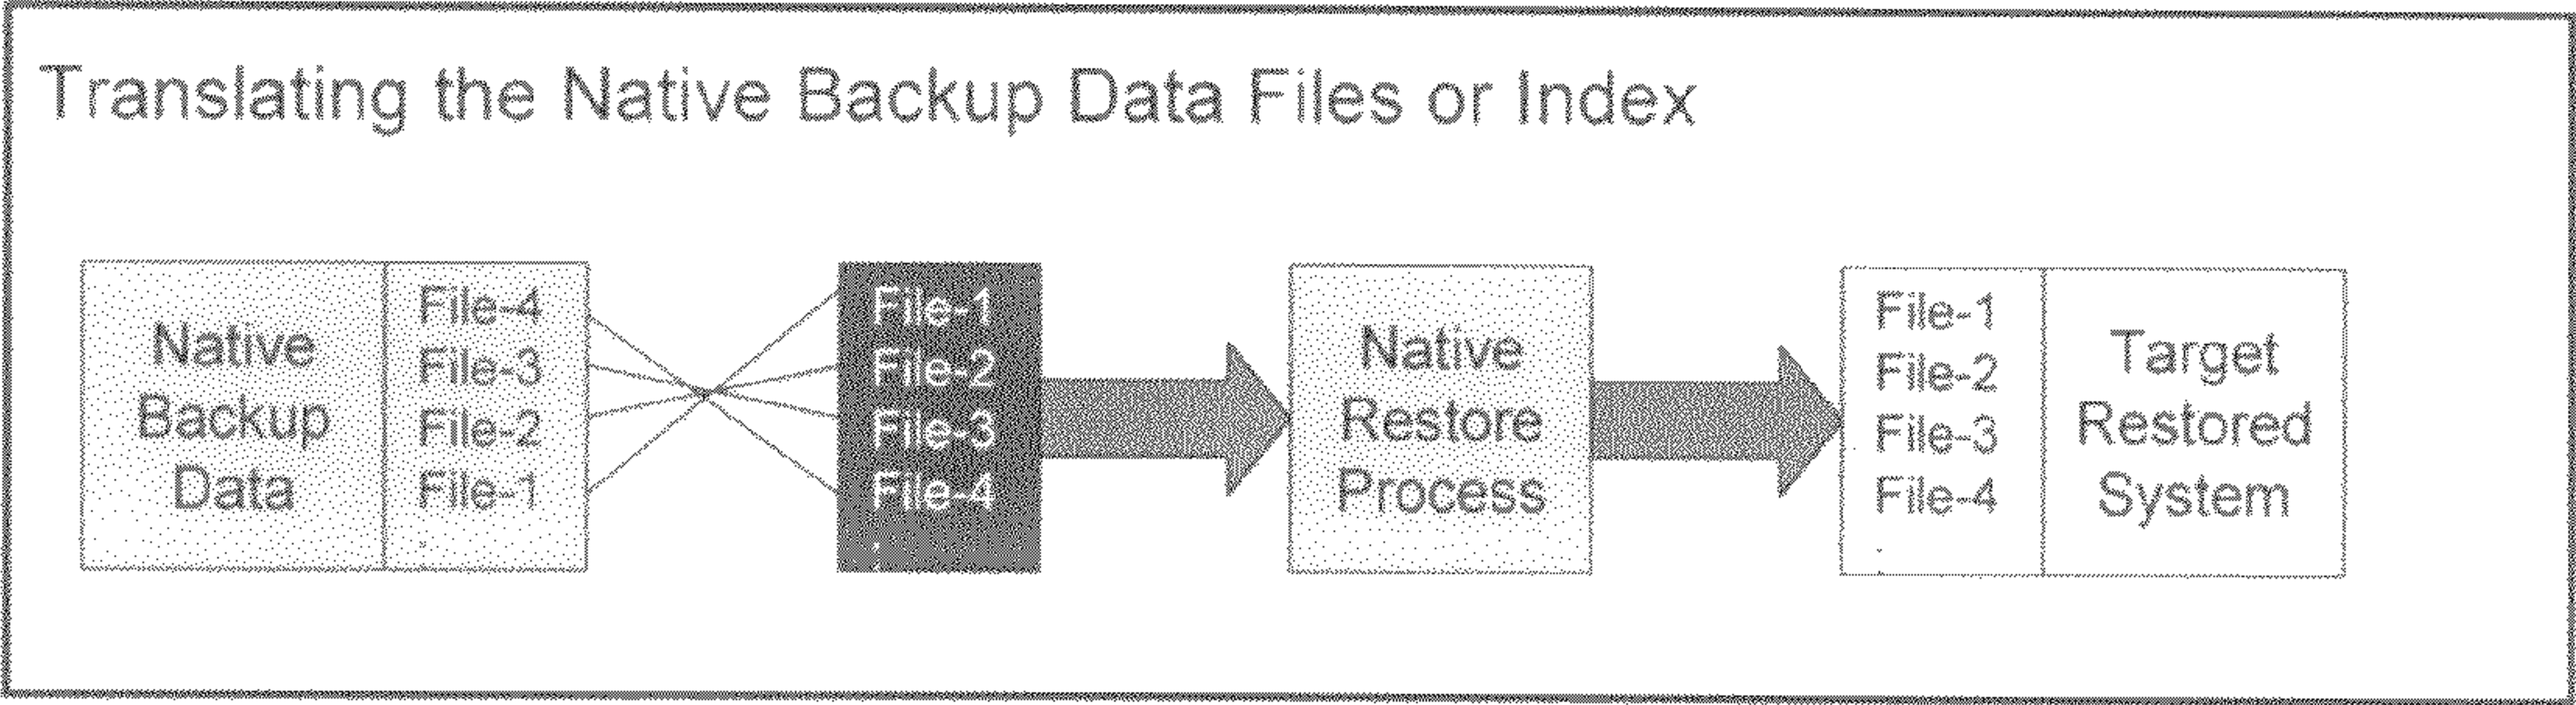 Translating the Native Backup Data Files or Index
Native
Backup
Data
File-4
File-3
File-2
File-1
File-1
File-2
File-3
File-4
Native
Restore
Process
File-1
File-2
File-3
File-4
Target
Restored
System